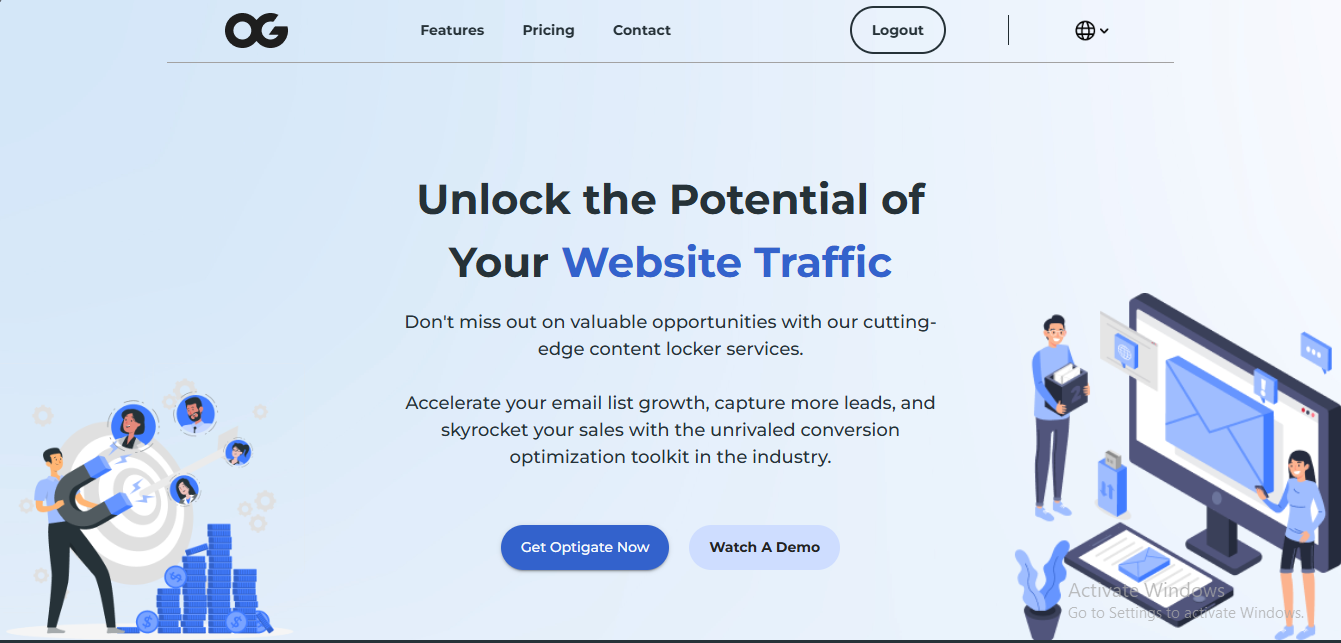 OG
Features
Pricing
Contact
Logout
Unlock the Potential of
Your Website Traffic
Don't miss out on valuable opportunities with our cutting-
edge content locker services.
Accelerate your email list growth, capture more leads, and
skyrocket your sales with the unrivaled conversion
optimization toolkit in the industry.
Get Optigate Now
Watch A Demo
Activate Windows
Go to Settings to activate Windows.